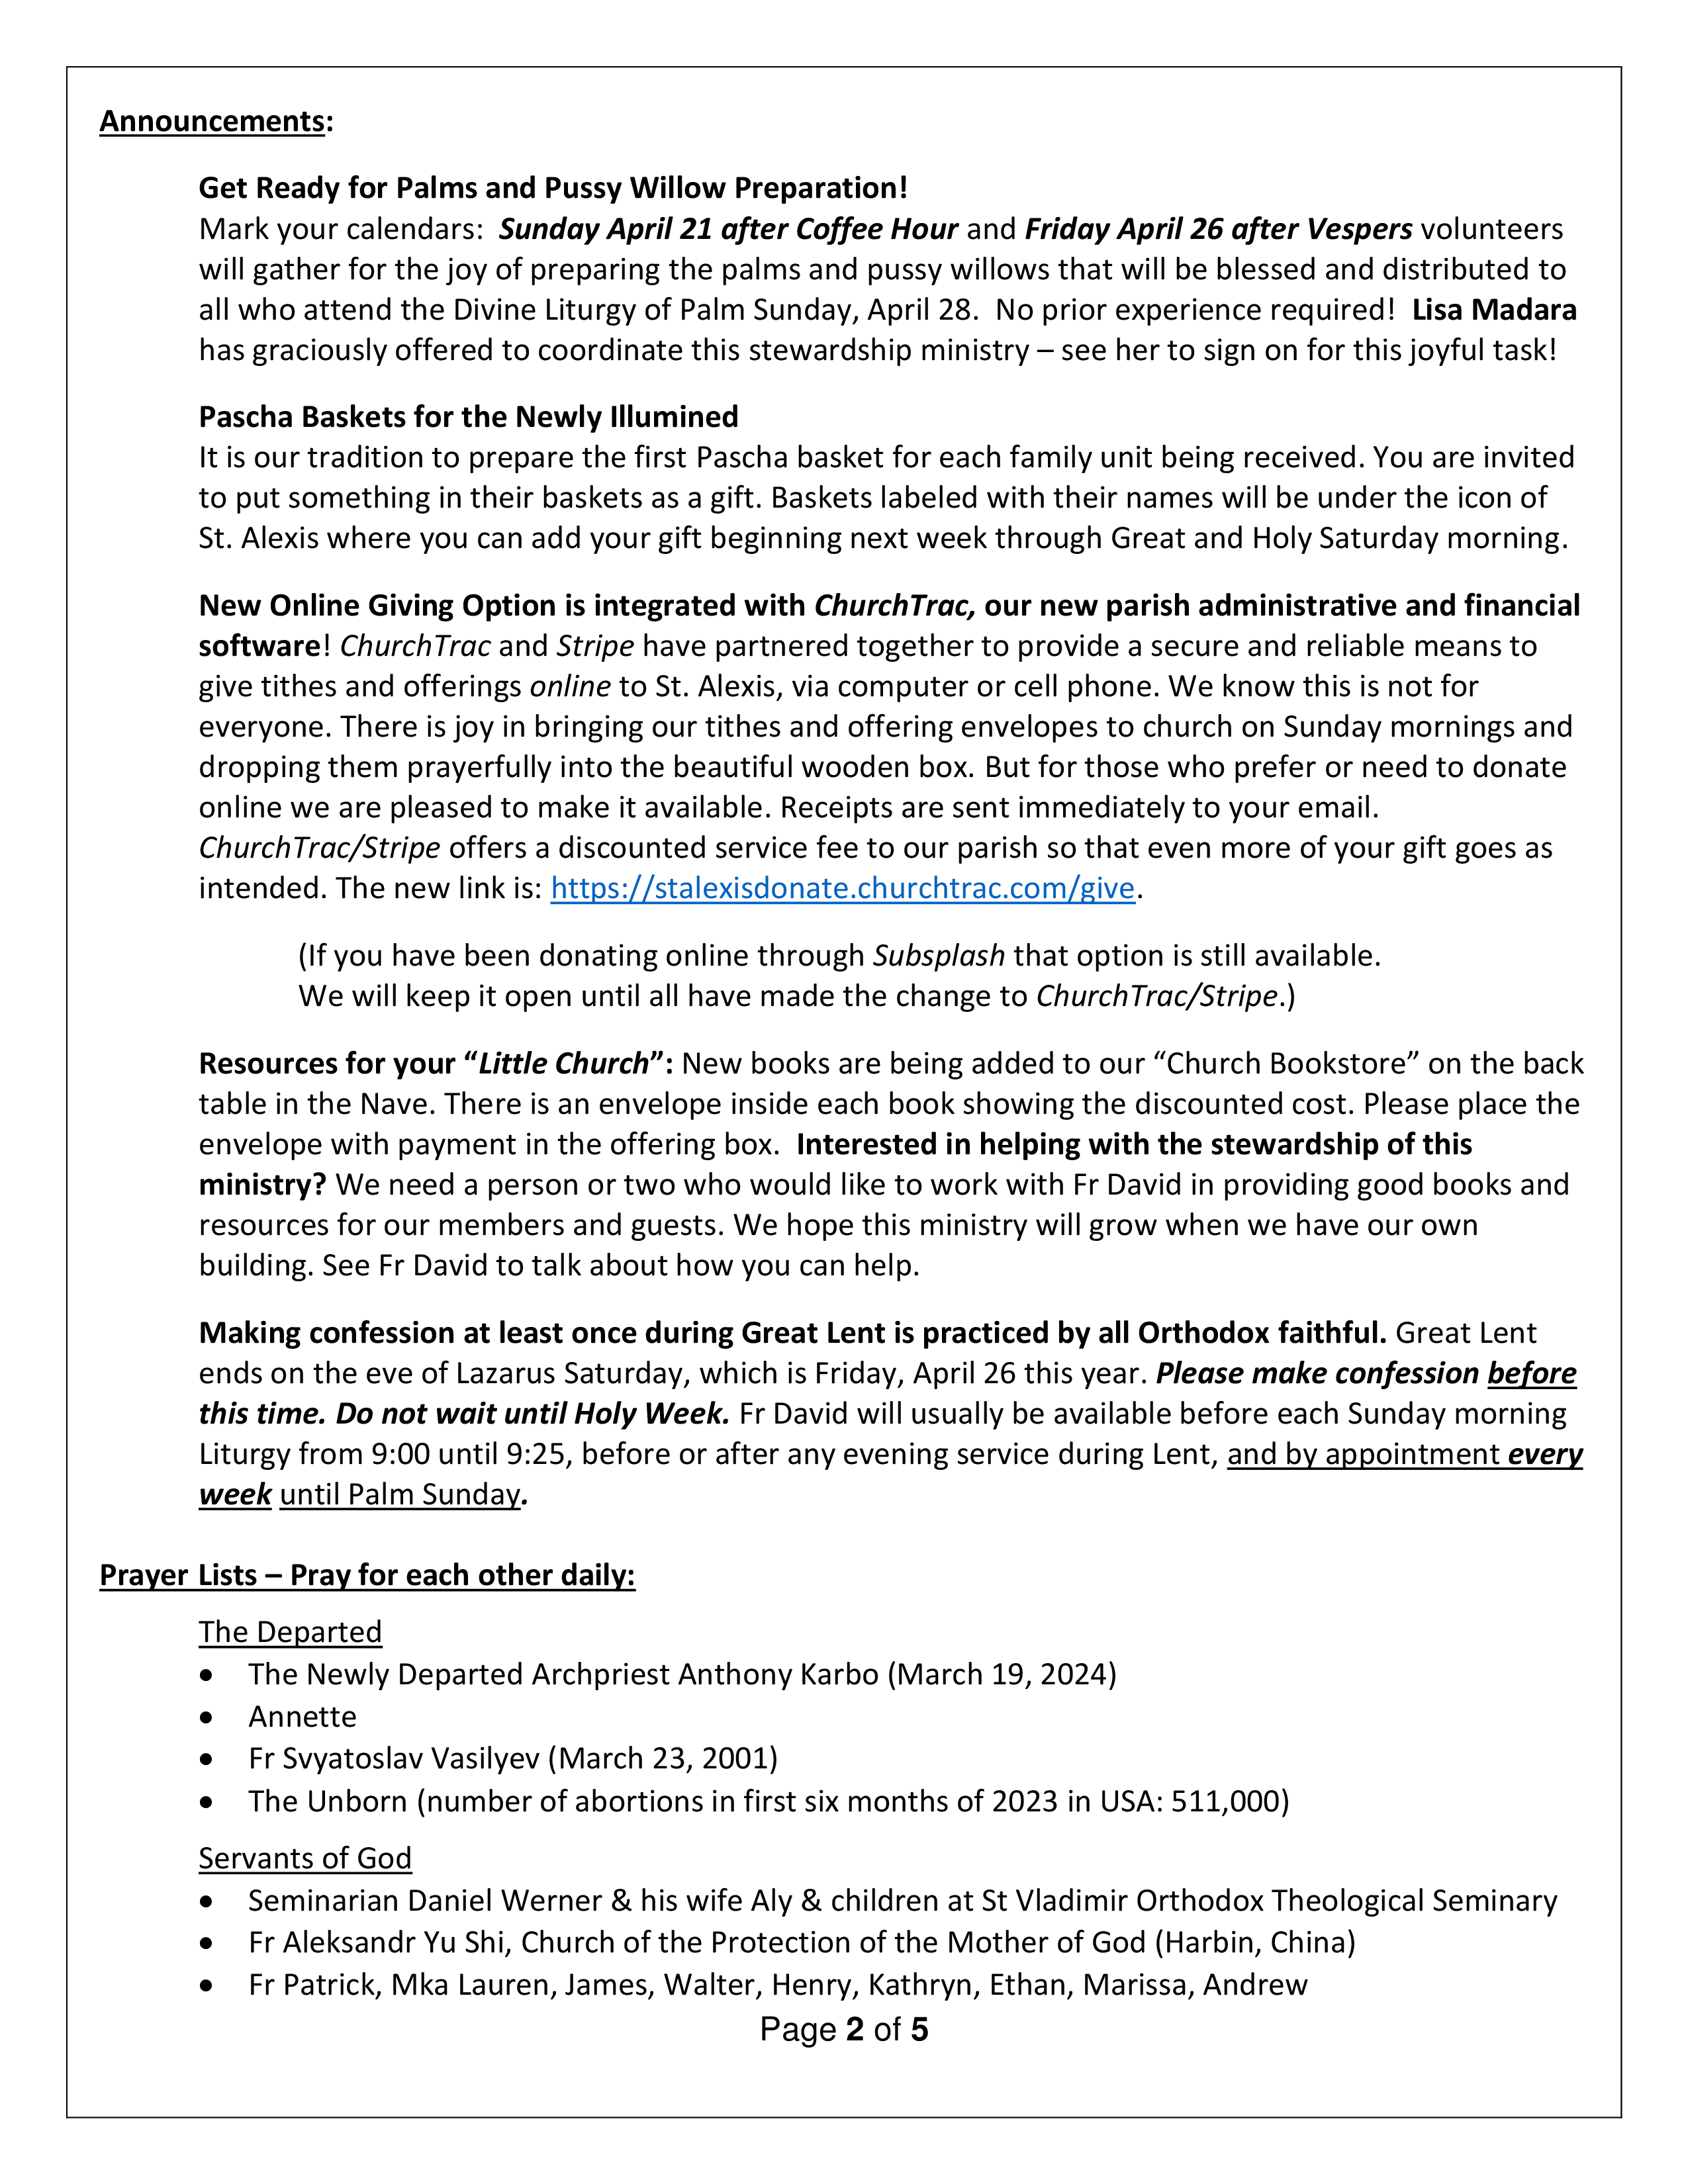 Announcements:
Get Ready for Palms and Pussy Willow Preparation!
Mark your calendars:  Sunday April 21 after Coffee Hour and Friday April 26 after Vespers volunteers
will gather for the joy of preparing the palms and pussy willows that will be blessed and distributed to
all who attend the Divine Liturgy of Palm Sunday, April 28.  No prior experience required!  Lisa Madara
has graciously offered to coordinate this stewardship ministry – see her to sign on for this joyful task!
Pascha Baskets for the Newly Illumined
It is our tradition to prepare the first Pascha basket for each family unit being received. You are invited
to put something in their baskets as a gift. Baskets labeled with their names will be under the icon of
St. Alexis where you can add your gift beginning next week through Great and Holy Saturday morning.
New Online Giving Option is integrated with ChurchTrac, our new parish administrative and financial
software! ChurchTrac and Stripe have partnered together to provide a secure and reliable means to
give tithes and offerings online to St. Alexis, via computer or cell phone. We know this is not for
everyone. There is joy in bringing our tithes and offering envelopes to church on Sunday mornings and
dropping them prayerfully into the beautiful wooden box. But for those who prefer or need to donate
online we are pleased to make it available. Receipts are sent immediately to your email.
ChurchTrac/Stripe offers a discounted service fee to our parish so that even more of your gift goes as
intended. The new link is: https://stalexisdonate.churchtrac.com/give.
(If you have been donating online through Subsplash that option is still available.
We will keep it open until all have made the change to ChurchTrac/Stripe.)
Resources for your “Little Church”: New books are being added to our “Church Bookstore” on the back
table in the Nave. There is an envelope inside each book showing the discounted cost. Please place the
envelope with payment in the offering box.  Interested in helping with the stewardship of this
ministry? We need a person or two who would like to work with Fr David in providing good books and
resources for our members and guests. We hope this ministry will grow when we have our own
building. See Fr David to talk about how you can help.
Making confession at least once during Great Lent is practiced by all Orthodox faithful. Great Lent
ends on the eve of Lazarus Saturday, which is Friday, April 26 this year. Please make confession before
this time. Do not wait until Holy Week. Fr David will usually be available before each Sunday morning
Liturgy from 9:00 until 9:25, before or after any evening service during Lent, and by appointment every
week until Palm Sunday.
Prayer Lists – Pray for each other daily:
The Departed
• The Newly Departed Archpriest Anthony Karbo (March 19, 2024)
• Annette
• Fr Svyatoslav Vasilyev (March 23, 2001)
• The Unborn (number of abortions in first six months of 2023 in USA: 511,000)
Servants of God
• Seminarian Daniel Werner & his wife Aly & children at St Vladimir Orthodox Theological Seminary
• Fr Aleksandr Yu Shi, Church of the Protection of the Mother of God (Harbin, China)
• Fr Patrick, Mka Lauren, James, Walter, Henry, Kathryn, Ethan, Marissa, Andrew
Page 2 of 5